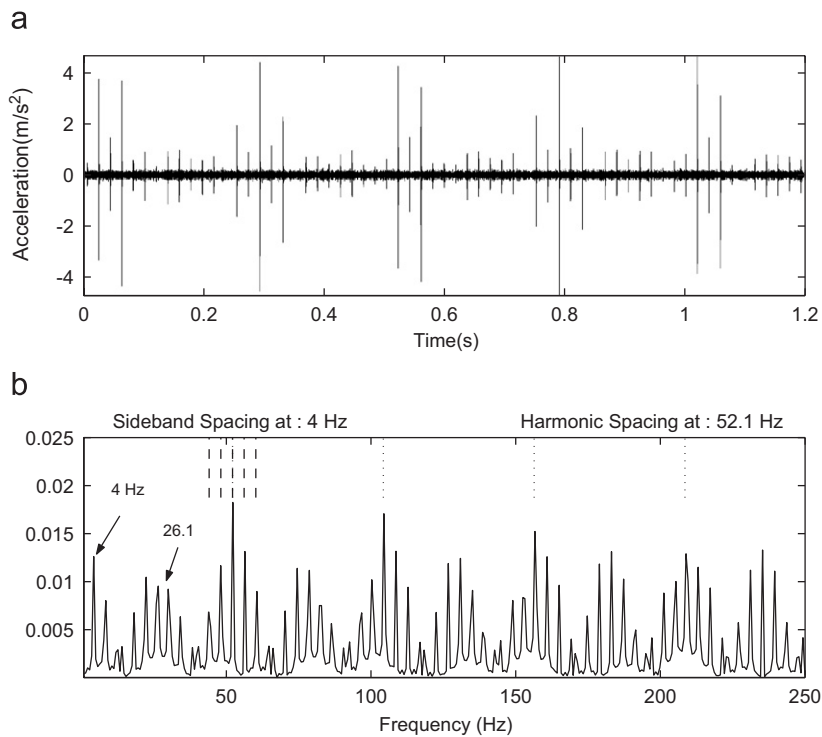 a
4
2
0
-2
-4
Acceleration(m/s²)
0
0.2
0.4
0.6
0.8
1
1.2
Time(s)
b
Sideband Spacing at : 4 Hz
Harmonic Spacing at : 52.1 Hz
0.025
0.02
0.015
0.01
0.005
4 Hz
26.1
50
100
150
200
250
Frequency (Hz)